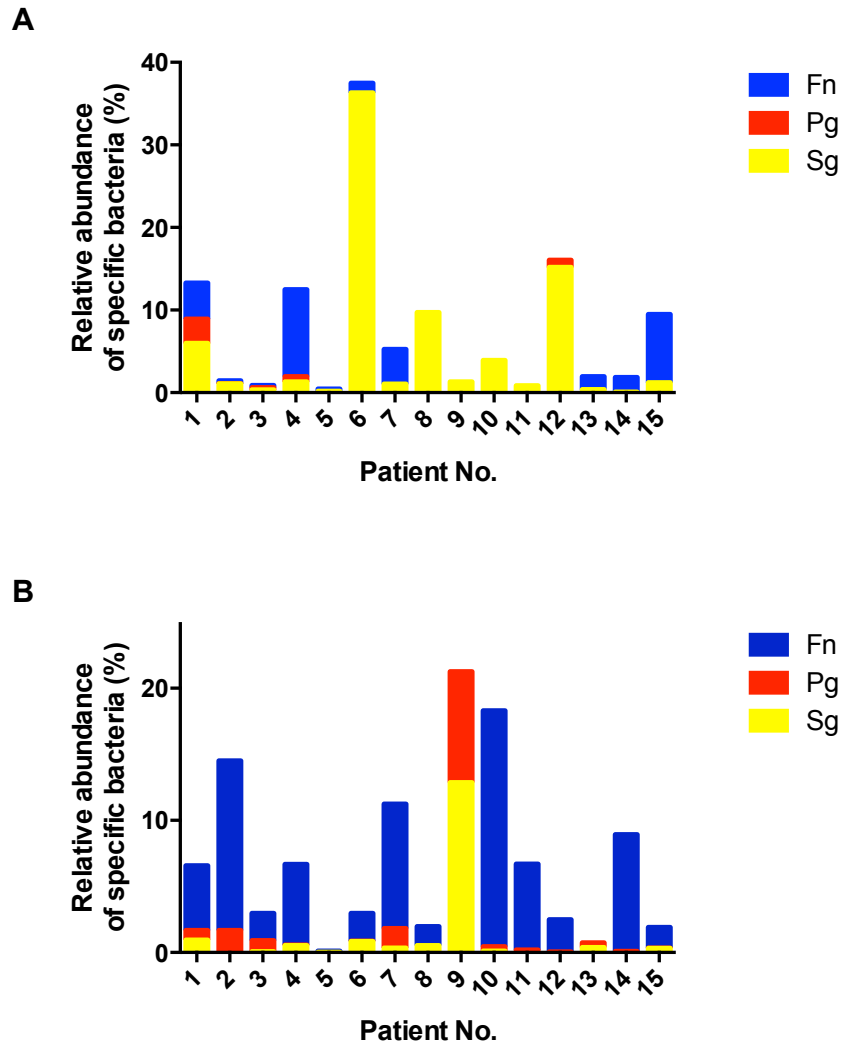 A
Relative abundance
of specific bacteria (%)
40
30
20
10
0
1 2 3 4 5 6 7 8 9 10 11 12 13 14 15
Patient No.
Fn
Pg
Sg
B
Relative abundance
of specific bacteria (%)
20
10
0
1 2 3 4 5 6 7 8 9 10 11 12 13 14 15
Patient No.
Fn
Pg
Sg